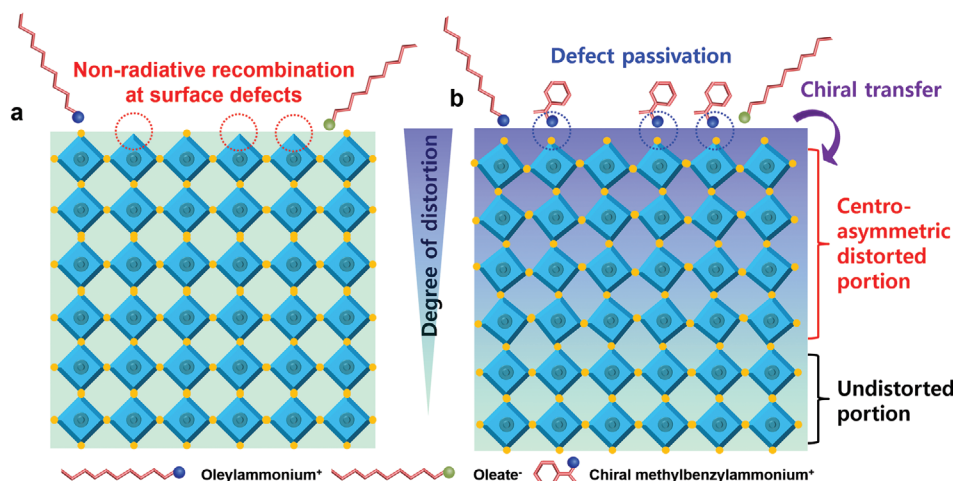 a
Non-radiative recombination
at surface defects
Degree of distortion
b
Defect passivation
Chiral transfer
Centro-
asymmetric
distorted
portion
Undistorted
portion
Oleylammonium⁺
Oleate⁻
Chiral methylbenzylammonium⁺